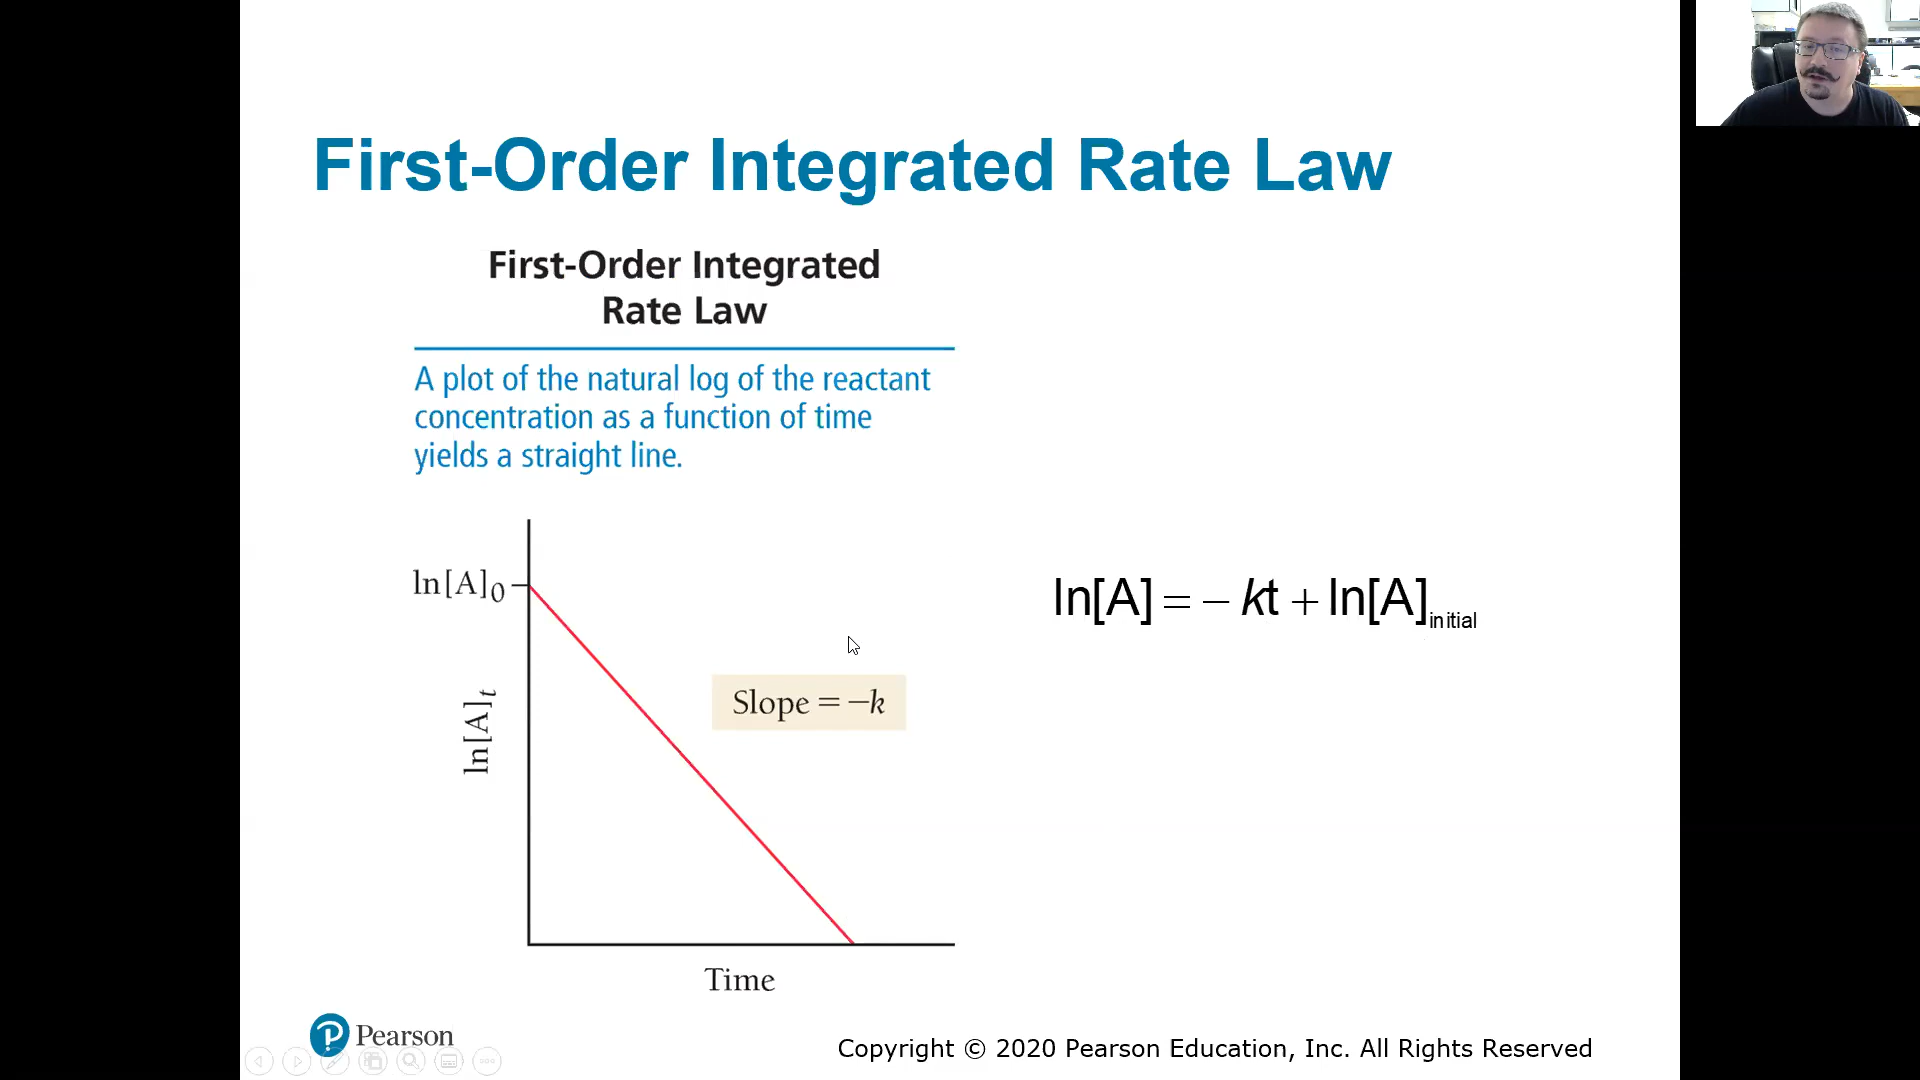 First-Order Integrated Rate Law
First-Order Integrated
Rate Law
A plot of the natural log of the reactant
concentration as a function of time
yields a straight line.
ln[A]0
ln[A]t
Slope = −k
Time
ln[A] = − kt + ln[A]initial
Pearson
Copyright © 2020 Pearson Education, Inc. All Rights Reserved